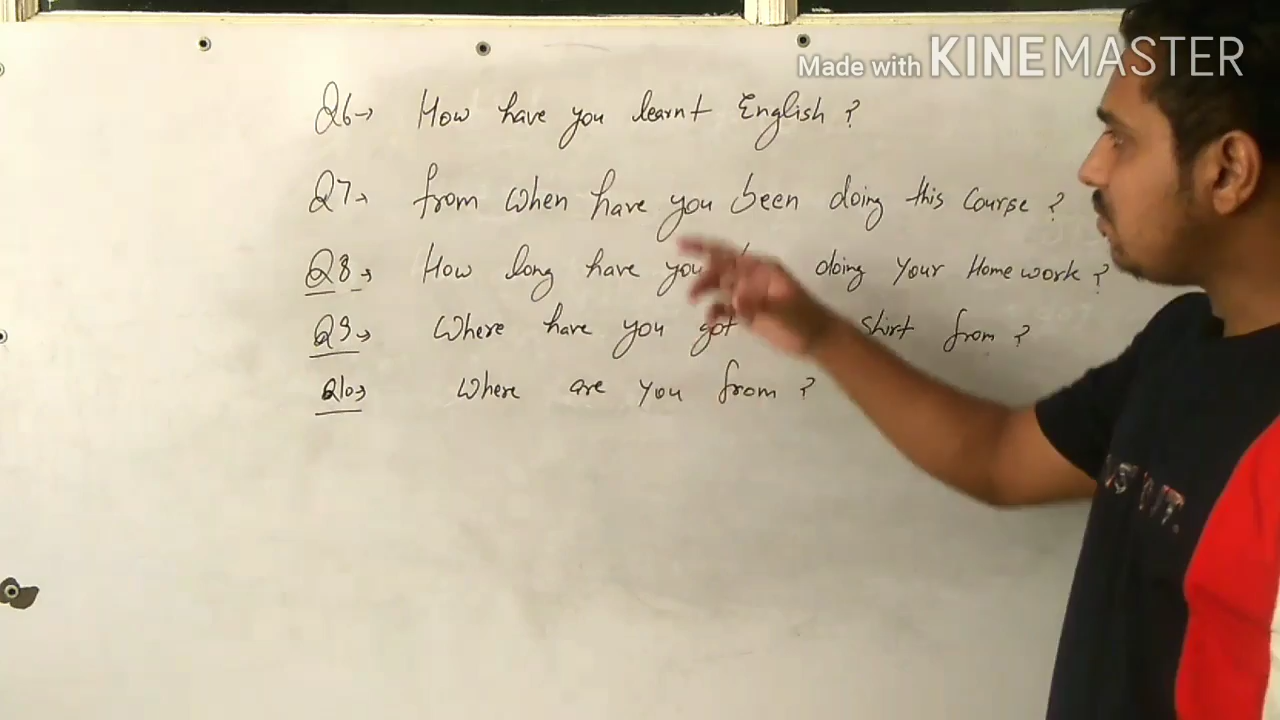 Made with KINEMASTER
Q6→ How have you learnt English ?
Q7→ from when have you been doing this Course ?
Q8→ How long have you doing your Home work ?
Q9→ Where have you got shirt from ?
Q10→ Where are you from ?